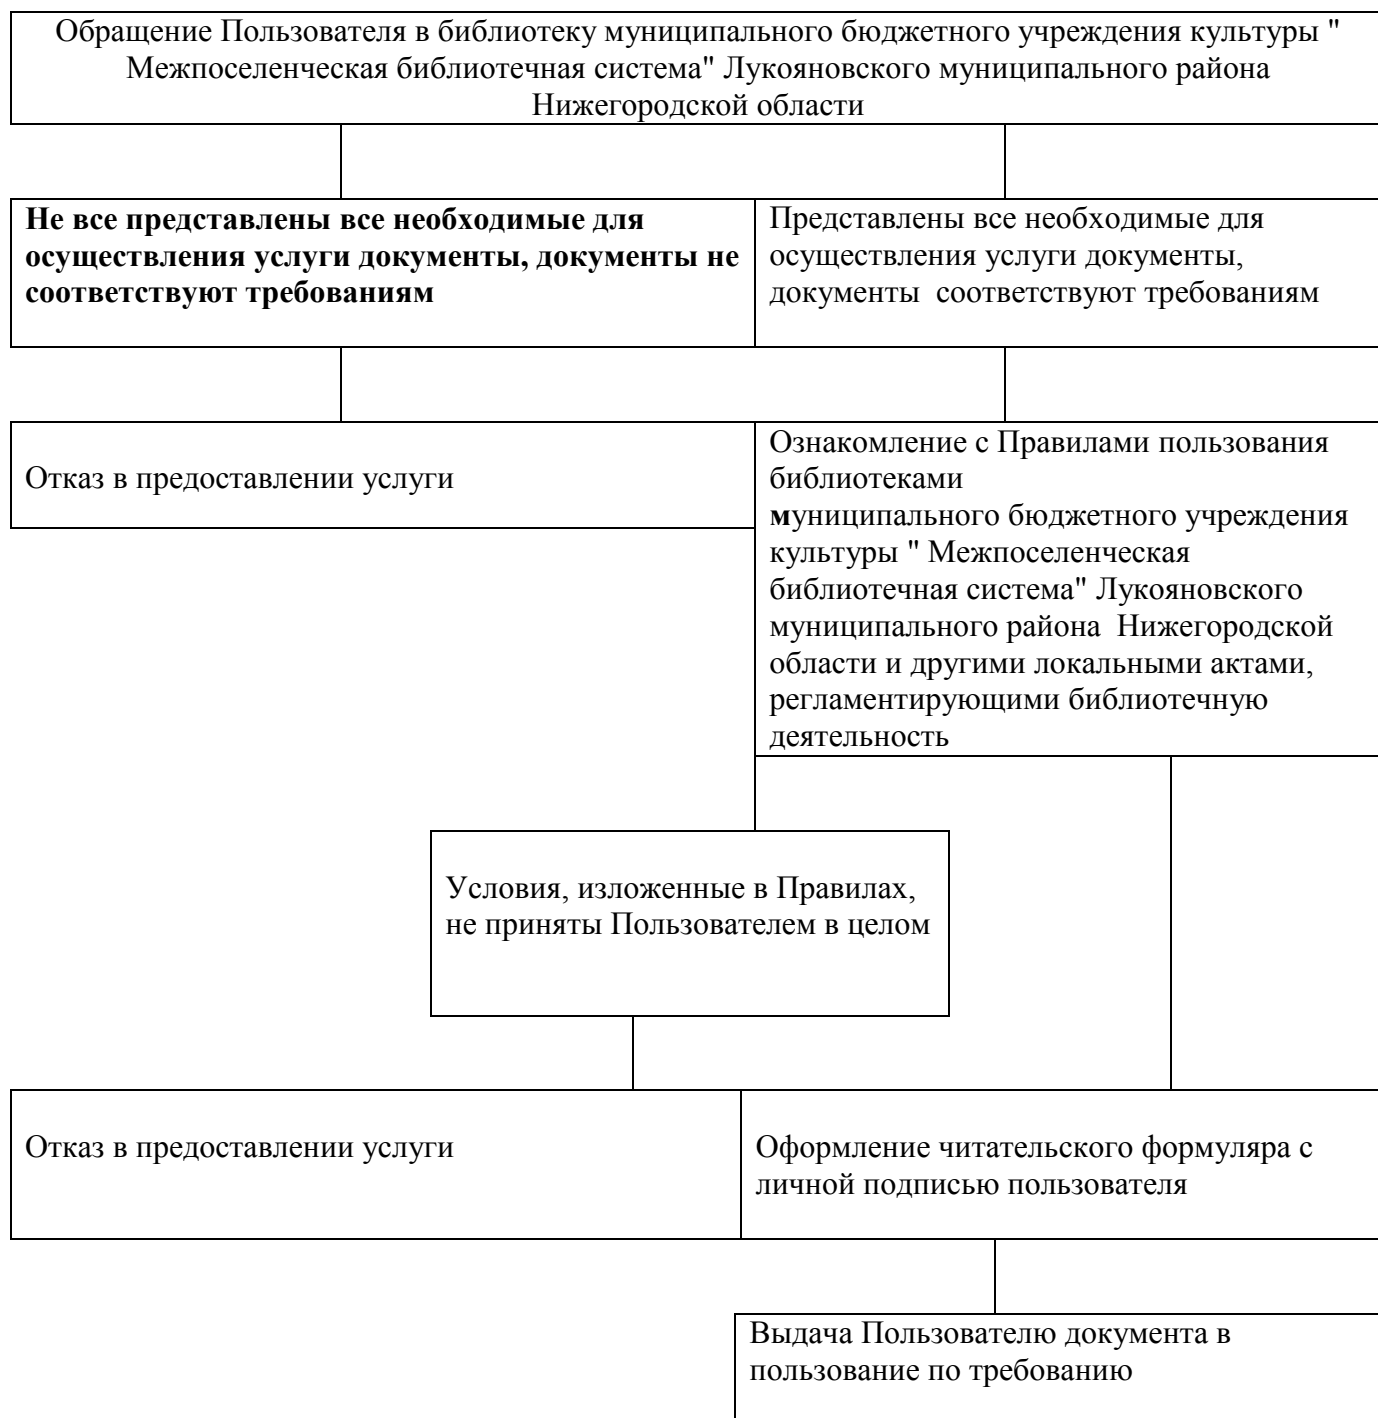 Обращение Пользователя в библиотеку муниципального бюджетного учреждения культуры "
Межпоселенческая библиотечная система" Лукояновского муниципального района
Нижегородской области
Не все представлены все необходимые для
осуществления услуги документы, документы не
соответствуют требованиям
Представлены все необходимые для
осуществления услуги документы,
документы  соответствуют требованиям
Отказ в предоставлении услуги
Ознакомление с Правилами пользования
библиотеками
муниципального бюджетного учреждения
культуры " Межпоселенческая
библиотечная система" Лукояновского
муниципального района  Нижегородской
области и другими локальными актами,
регламентирующими библиотечную
деятельность
Условия, изложенные в Правилах,
не приняты Пользователем в целом
Отказ в предоставлении услуги
Оформление читательского формуляра с
личной подписью пользователя
Выдача Пользователю документа в
пользование по требованию